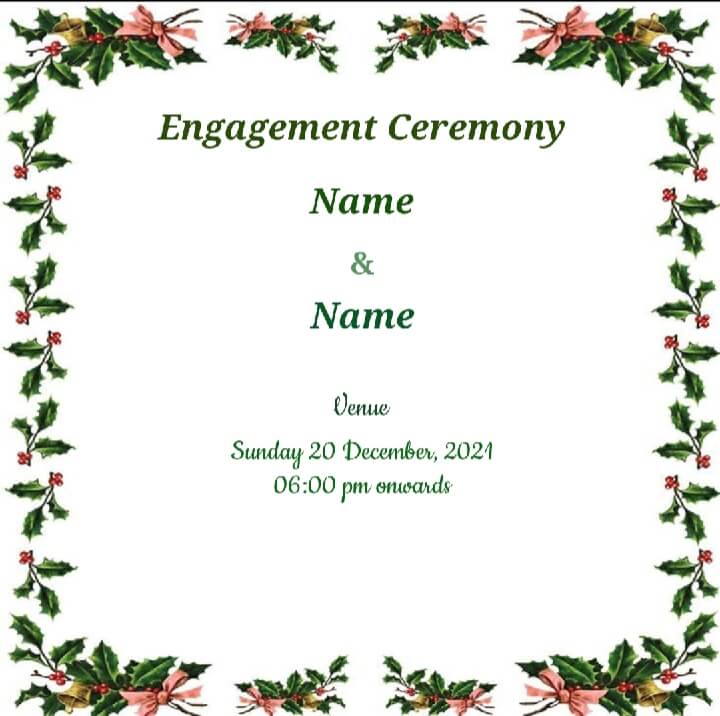 Engagement Ceremony
Name
&
Name
Venue
Sunday 20 December, 2021
06:00 pm onwards